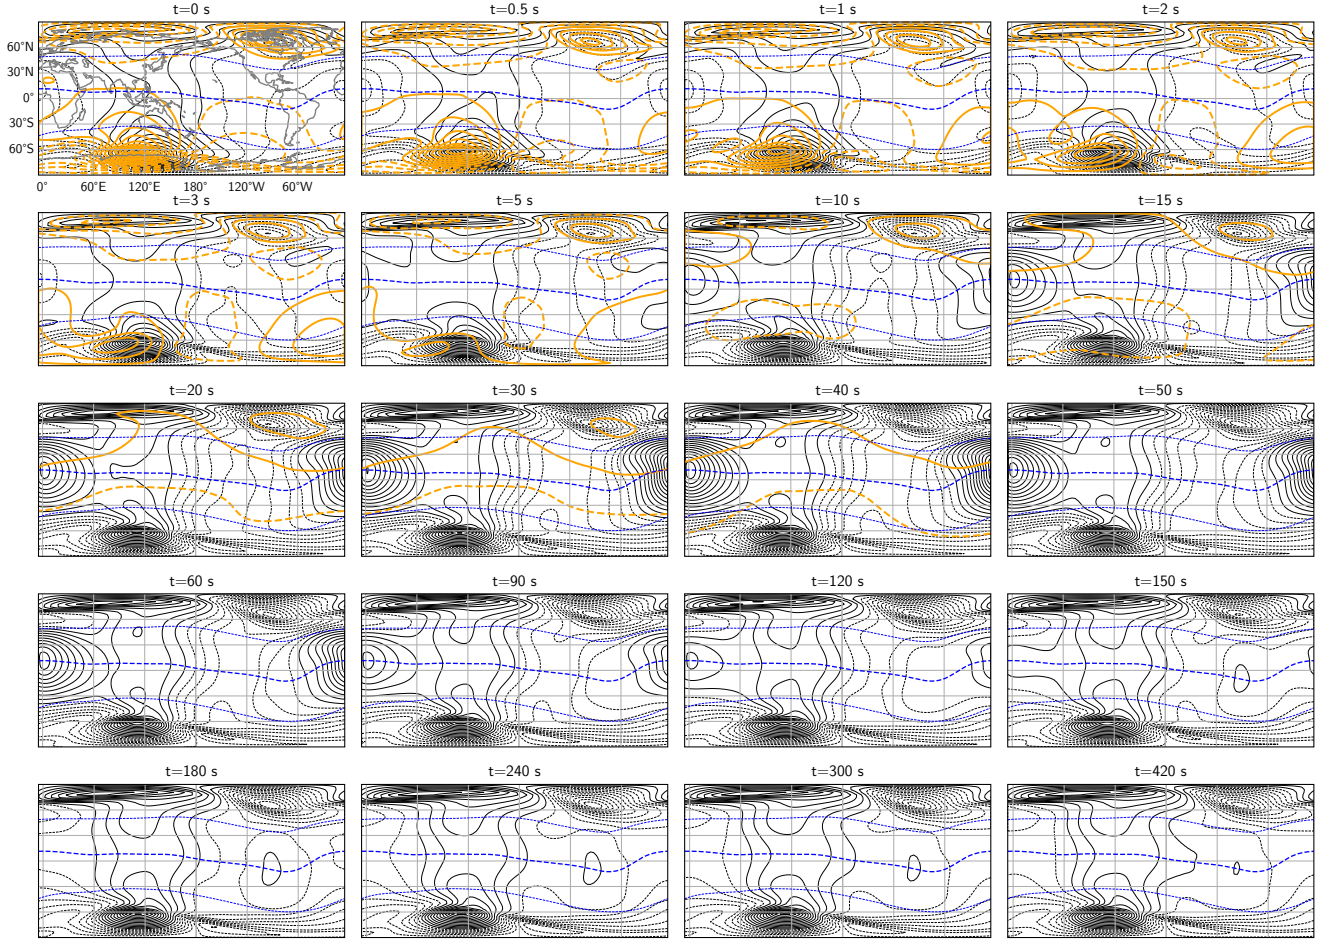 t=0 s
t=0.5 s
t=1 s
t=2 s
60°N
30°N
0°
30°S
60°S
0°
60°E
120°E
180°
120°W
60°W
t=3 s
t=5 s
t=10 s
t=15 s
t=20 s
t=30 s
t=40 s
t=50 s
t=60 s
t=90 s
t=120 s
t=150 s
t=180 s
t=240 s
t=300 s
t=420 s